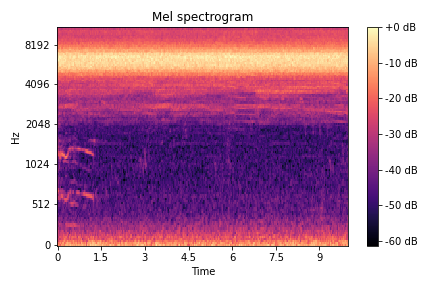 Mel spectrogram
Hz
8192
4096
2048
1024
512
0
0 1.5 3 4.5 6 7.5 9
Time
+0 dB
-10 dB
-20 dB
-30 dB
-40 dB
-50 dB
-60 dB